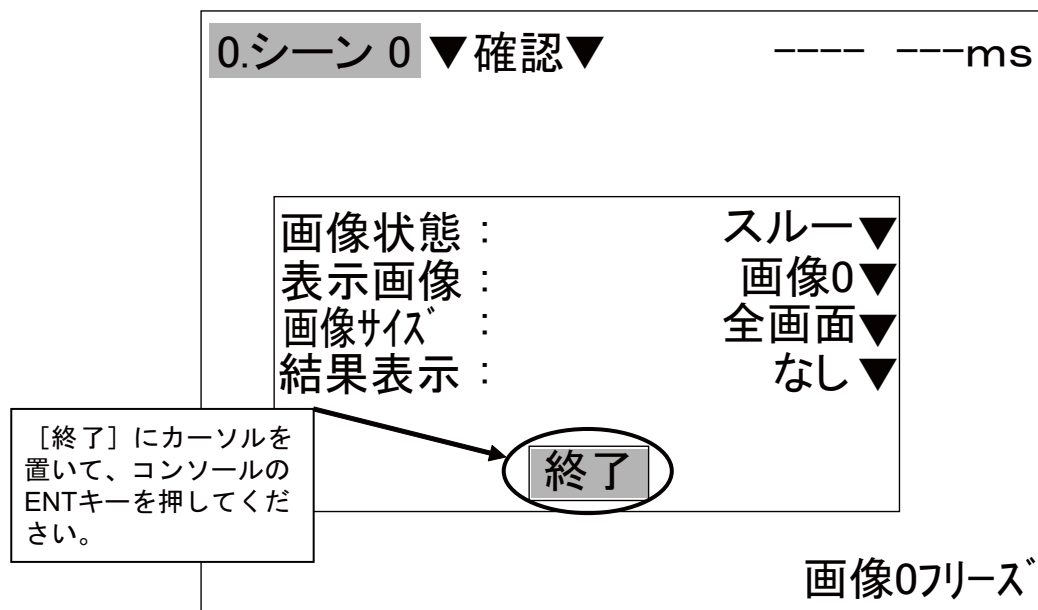 0.シーン 0 ▼確認▼ ---- ---ms
画像状態： スルー▼
表示画像： 画像0▼
画像ｻｲｽﾞ ： 全画面▼
結果表示： なし▼
［終了］にカーソルを
置いて、コンソールの
ENTキーを押してくだ
さい。
終了
画像0ﾌﾘｰｽﾞ